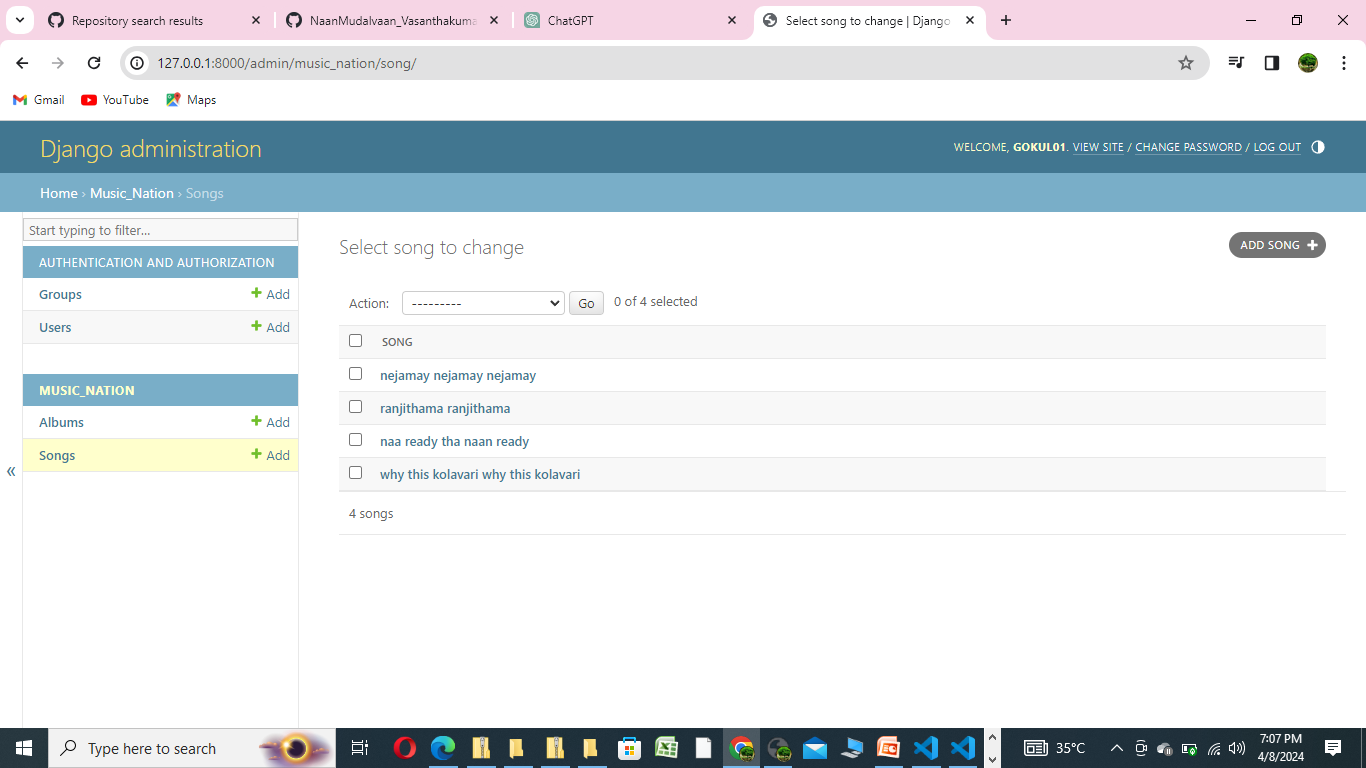 Repository search results
NaanMudalvaan_Vasanthakuma
ChatGPT
Select song to change | Django
127.0.0.1:8000/admin/music_nation/song/
Gmail
YouTube
Maps
Django administration
WELCOME, GOKUL01. VIEW SITE / CHANGE PASSWORD / LOG OUT
Home › Music_Nation › Songs
Start typing to filter...
AUTHENTICATION AND AUTHORIZATION
Groups + Add
Users + Add
MUSIC_NATION
Albums + Add
Songs + Add
«
Select song to change
ADD SONG +
Action: --------- Go 0 of 4 selected
SONG
nejamay nejamay nejamay
ranjithama ranjithama
naa ready tha naan ready
why this kolavari why this kolavari
4 songs
Type here to search
35°C
7:07 PM
4/8/2024